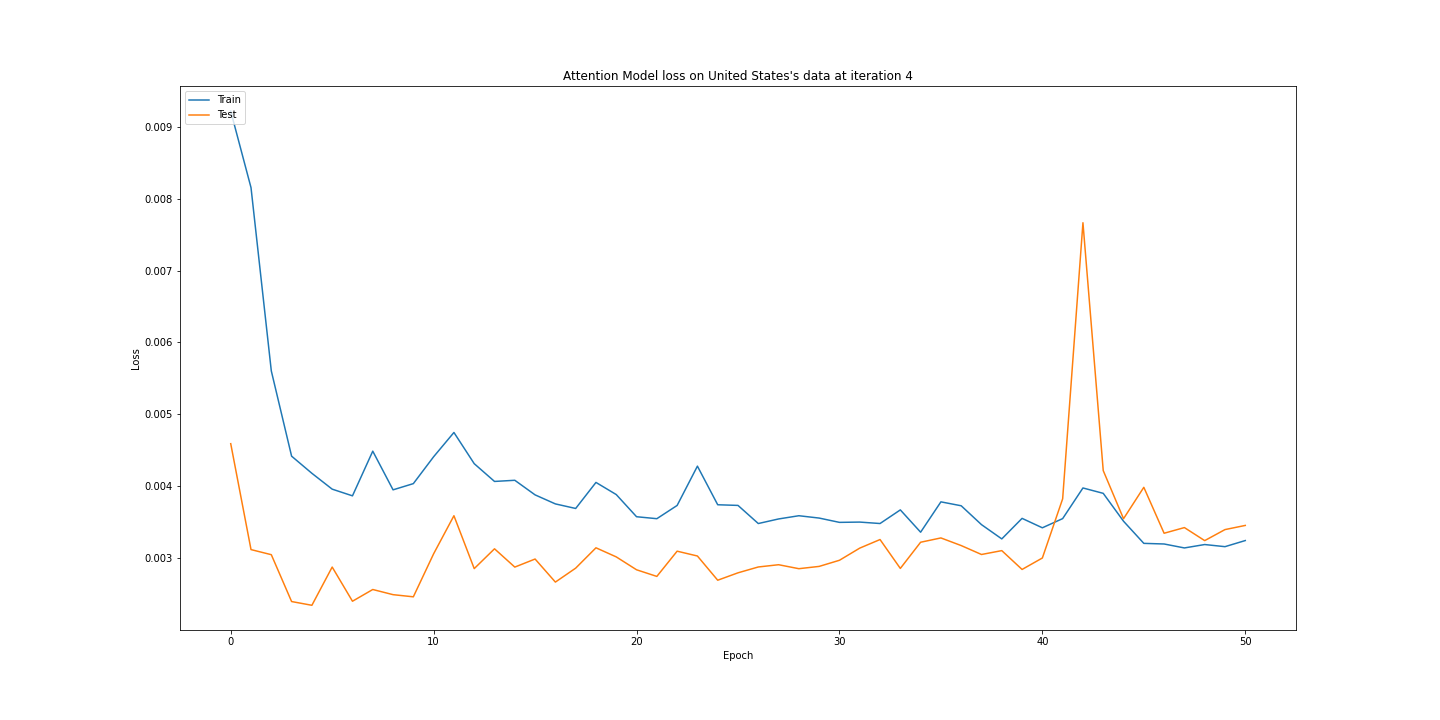 Attention Model loss on United States's data at iteration 4
Train
Test
0.009
0.008
0.007
0.006
0.005
0.004
0.003
Loss
0 10 20 30 40 50
Epoch